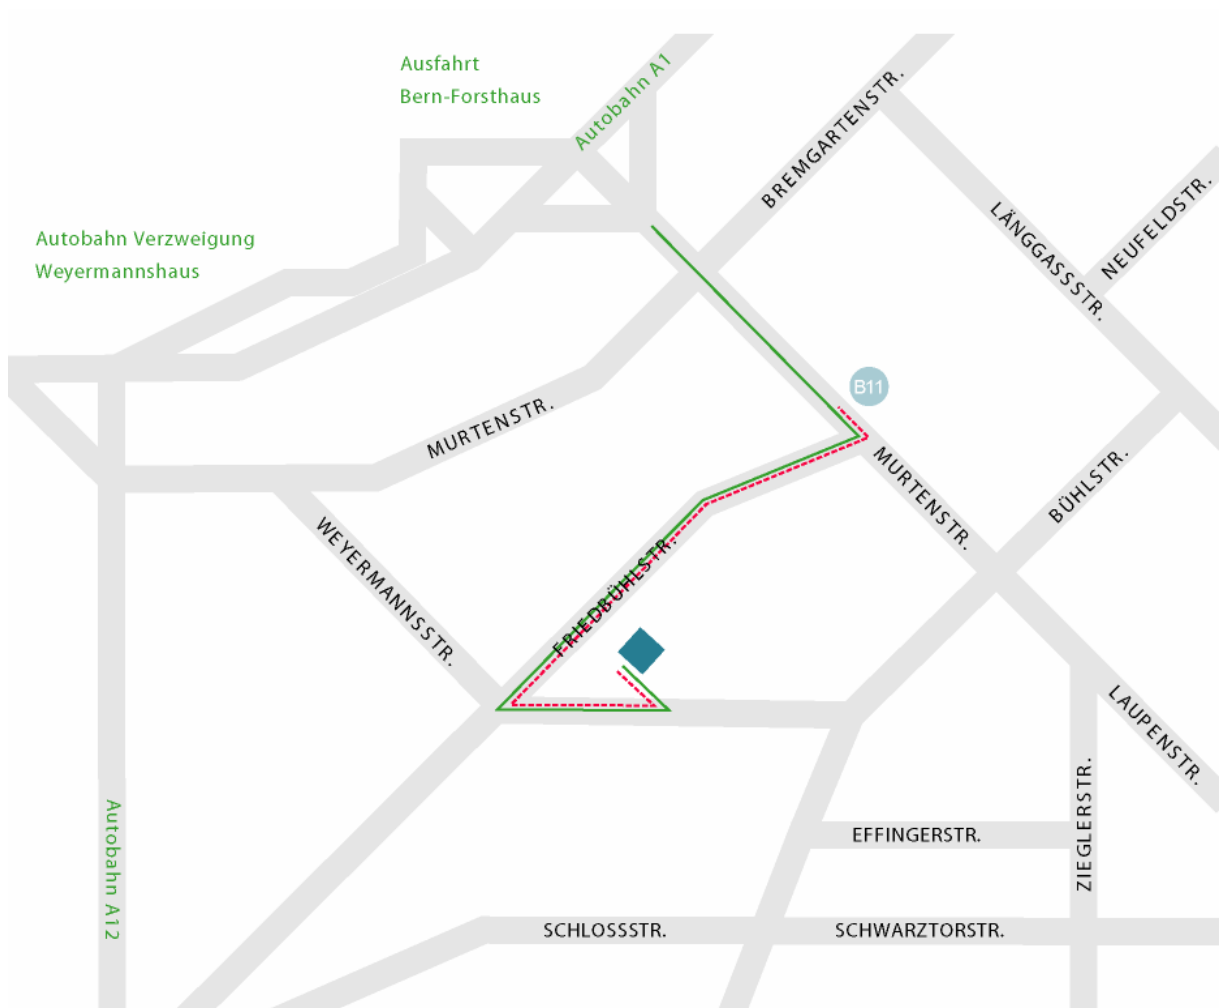 Ausfahrt
Bern-Forsthaus
Autobahn A1
BREMGARTENSTR.
LÄNGGASSSTR.
NEUFELDSTR.
Autobahn Verzweigung
Weyermannshaus
B11
MURTENSTR.
MURTENSTR.
BÜHLSTR.
WEYERMANNSSTR.
FRIEDBÜHLSTR.
LAUPENSTR.
ZIEGLERSTR.
EFFINGERSTR.
Autobahn A12
SCHLOSSSTR.
SCHWARZTORSTR.